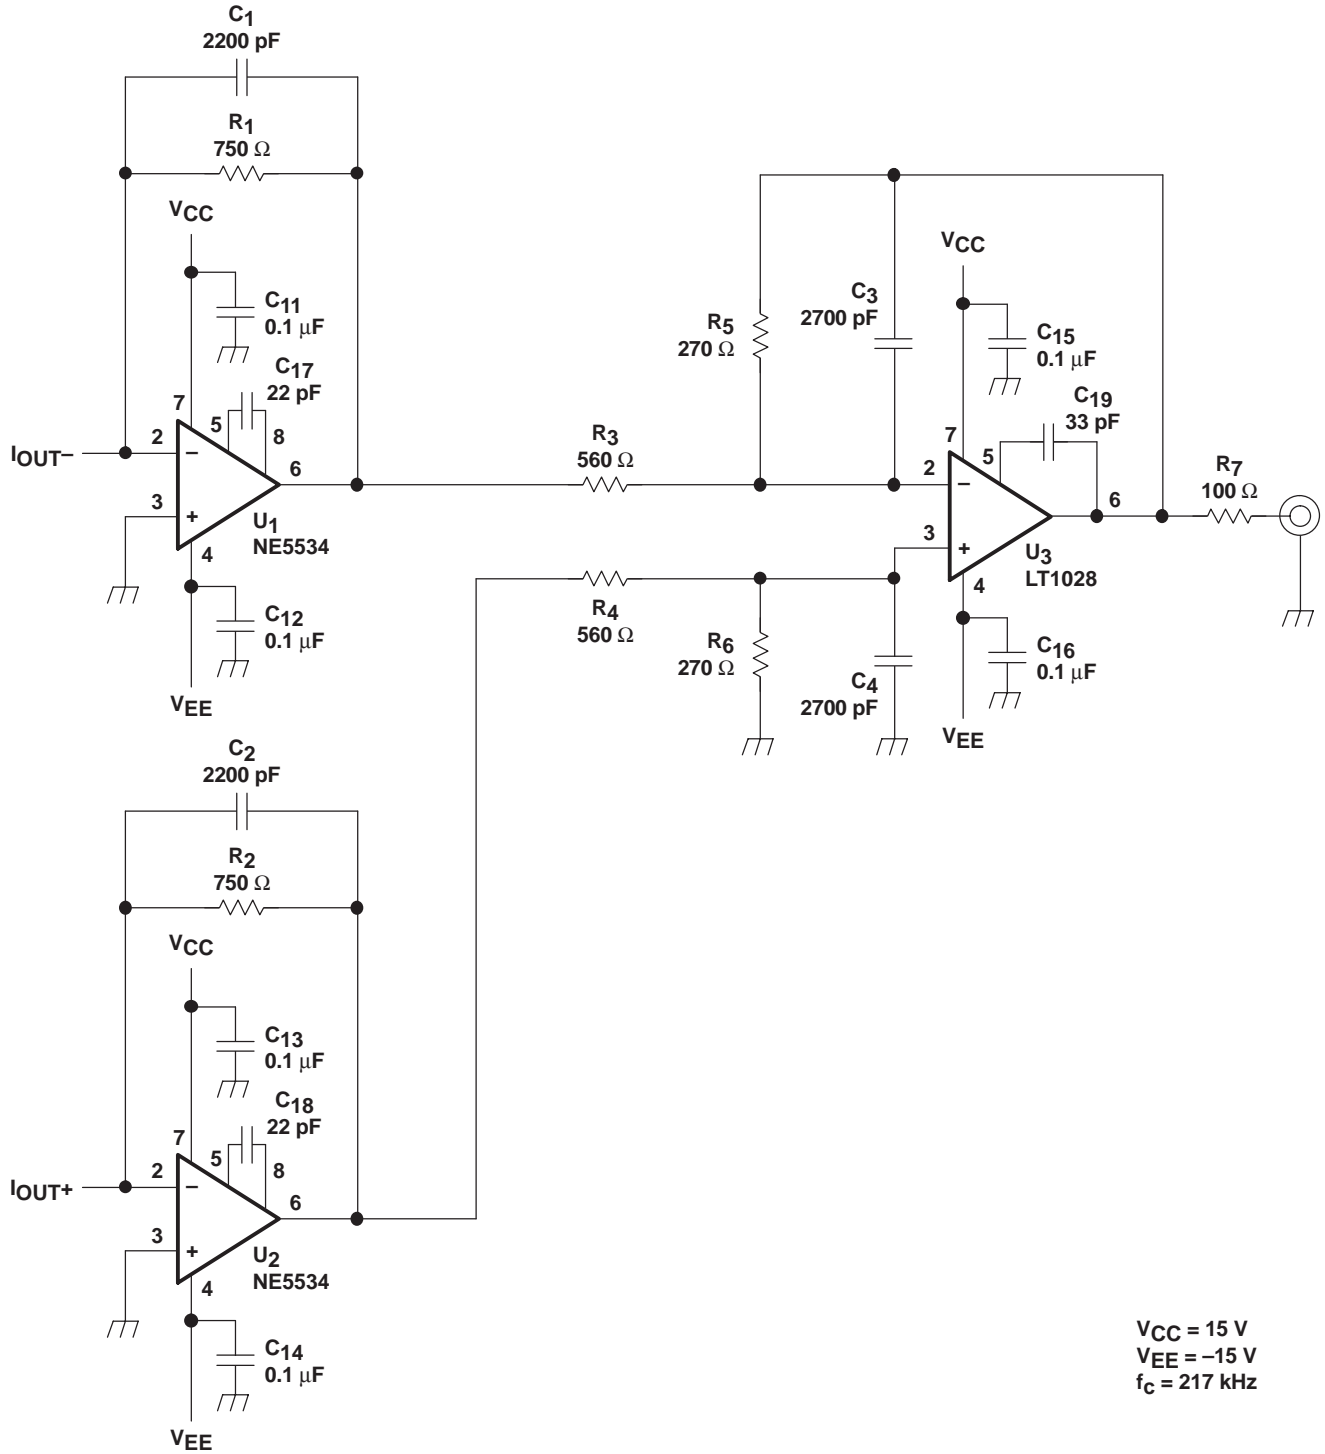 C1
2200 pF
R1
750 Ω
VCC
C11
0.1 μF
C17
22 pF
7
5
8
2
–
IOUT–
6
3
+
U1
NE5534
4
C12
0.1 μF
VEE
R3
560 Ω
R5
270 Ω
C3
2700 pF
VCC
C15
0.1 μF
C19
33 pF
7
5
2
–
6
R7
100 Ω
3
+
U3
LT1028
4
R4
560 Ω
R6
270 Ω
C4
2700 pF
C16
0.1 μF
VEE
C2
2200 pF
R2
750 Ω
VCC
C13
0.1 μF
C18
22 pF
7
5
8
2
–
IOUT+
6
3
+
U2
NE5534
4
C14
0.1 μF
VEE
VCC = 15 V
VEE = –15 V
fc = 217 kHz